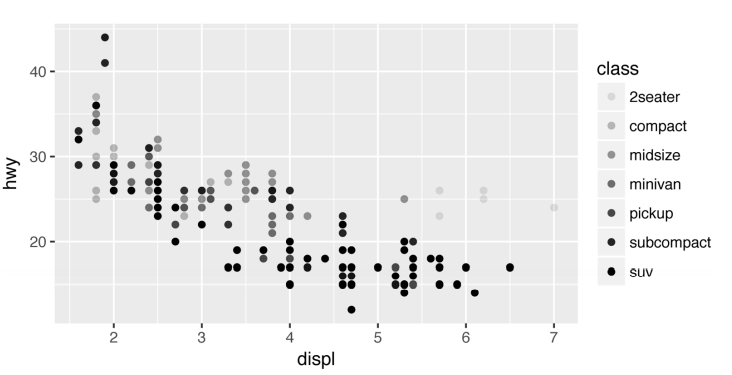 hwy
40
30
20
2
3
4
5
6
7
displ
class
2seater
compact
midsize
minivan
pickup
subcompact
suv